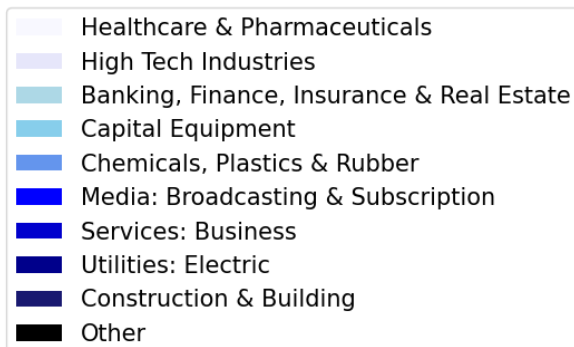 Healthcare & Pharmaceuticals
High Tech Industries
Banking, Finance, Insurance & Real Estate
Capital Equipment
Chemicals, Plastics & Rubber
Media: Broadcasting & Subscription
Services: Business
Utilities: Electric
Construction & Building
Other